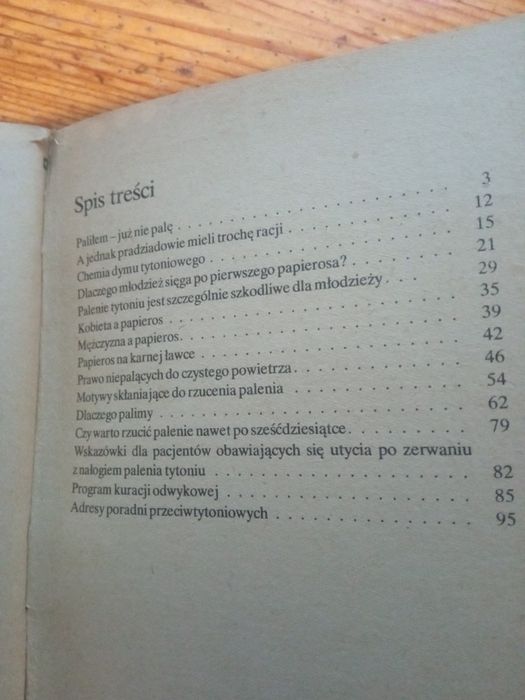 Spis treści
Paliłem – już nie palę . . . . . . . . . . . . . . . . . . . 3
A jednak pradziadowie mieli trochę racji . . . . . . . . . . . 12
Chemia dymu tytoniowego . . . . . . . . . . . . . . . . . . 15
Dlaczego młodzież sięga po pierwszego papierosa? . . . . . . . 21
Palenie tytoniu jest szczególnie szkodliwe dla młodzieży . . . . . 29
Kobieta a papieros . . . . . . . . . . . . . . . . . . . . . 35
Mężczyzna a papieros . . . . . . . . . . . . . . . . . . . . 39
Papieros na karnej ławce . . . . . . . . . . . . . . . . . . 42
Prawo niepalących do czystego powietrza . . . . . . . . . . . 46
Motywy skłaniające do rzucenia palenia . . . . . . . . . . . . 54
Dlaczego palimy . . . . . . . . . . . . . . . . . . . . . . 62
Czy warto rzucić palenie nawet po sześćdziesiątce . . . . . . . . 79
Wskazówki dla pacjentów obawiających się utycia po zerwaniu
z nałogiem palenia tytoniu . . . . . . . . . . . . . . . . . 82
Program kuracji odwykowej . . . . . . . . . . . . . . . . . 85
Adresy poradni przeciwtytoniowych . . . . . . . . . . . . . . 95